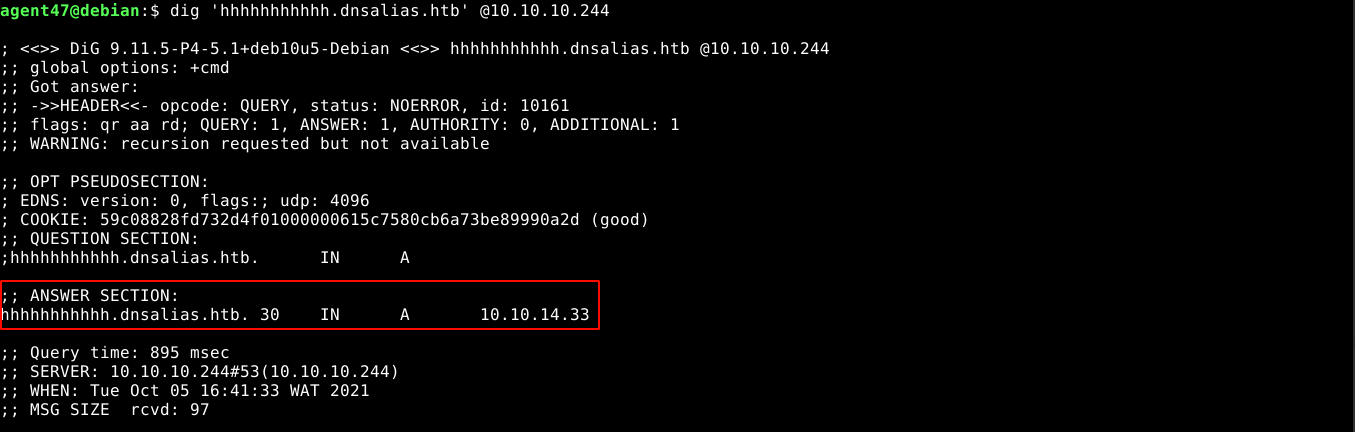 agent47@debian:$ dig 'hhhhhhhhhhh.dnsalias.htb' @10.10.10.244
; <<>> DiG 9.11.5-P4-5.1+deb10u5-Debian <<>> hhhhhhhhhhh.dnsalias.htb @10.10.10.244
;; global options: +cmd
;; Got answer:
;; ->>HEADER<<- opcode: QUERY, status: NOERROR, id: 10161
;; flags: qr aa rd; QUERY: 1, ANSWER: 1, AUTHORITY: 0, ADDITIONAL: 1
;; WARNING: recursion requested but not available
;; OPT PSEUDOSECTION:
; EDNS: version: 0, flags:; udp: 4096
; COOKIE: 59c08828fd732d4f01000000615c7580cb6a73be89990a2d (good)
;; QUESTION SECTION:
;hhhhhhhhhhh.dnsalias.htb. IN A
;; ANSWER SECTION:
hhhhhhhhhhh.dnsalias.htb. 30 IN A 10.10.14.33
;; Query time: 895 msec
;; SERVER: 10.10.10.244#53(10.10.10.244)
;; WHEN: Tue Oct 05 16:41:33 WAT 2021
;; MSG SIZE rcvd: 97